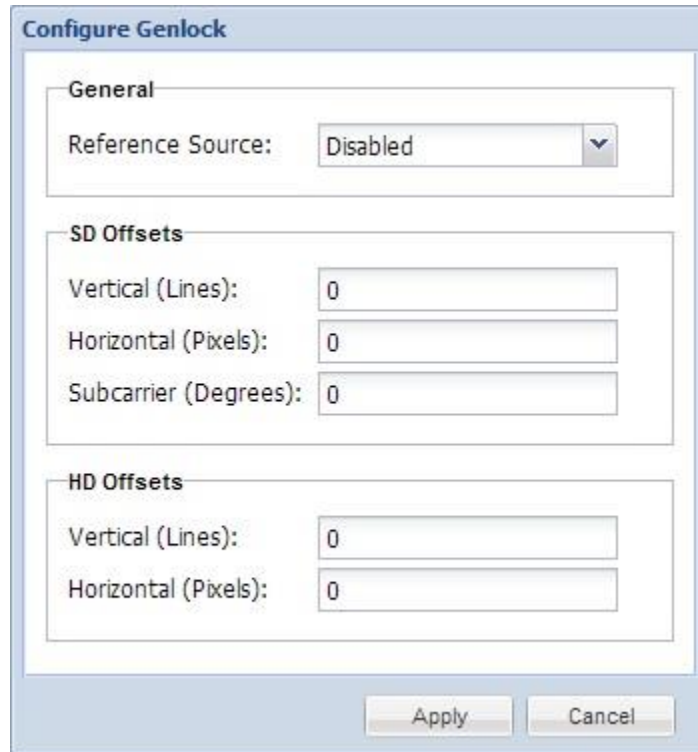 Configure Genlock
General
Reference Source: Disabled
SD Offsets
Vertical (Lines): 0
Horizontal (Pixels): 0
Subcarrier (Degrees): 0
HD Offsets
Vertical (Lines): 0
Horizontal (Pixels): 0
Apply Cancel